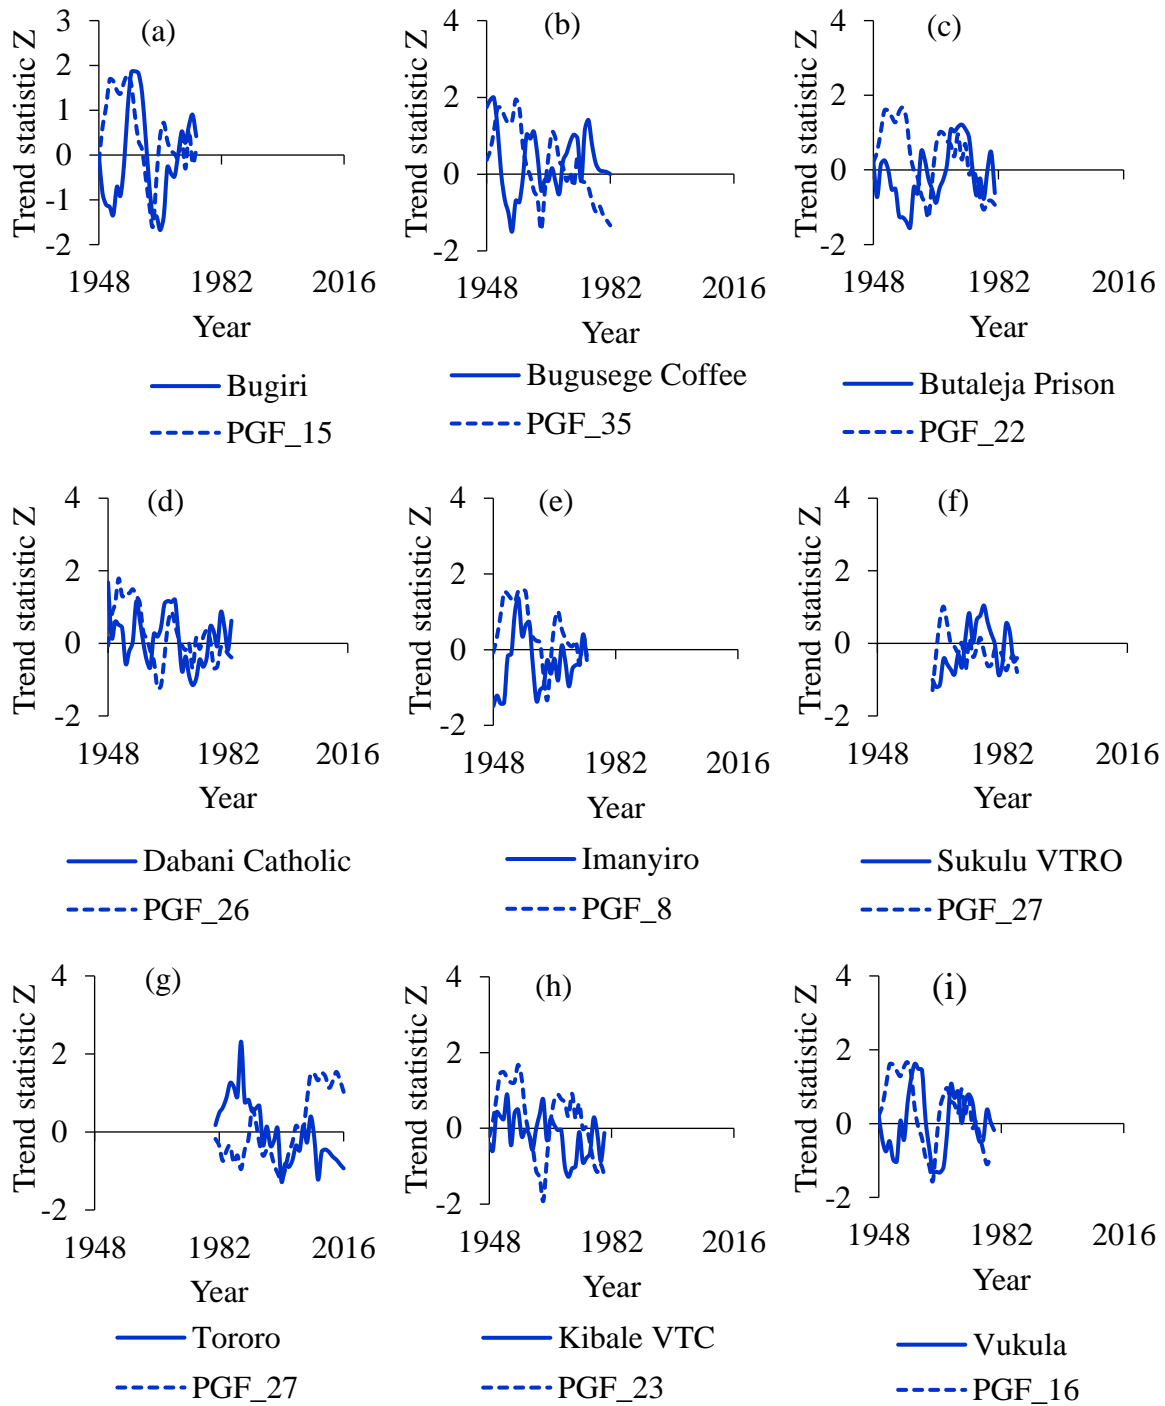 (a)
Trend statistic Z
3
2
1
0
-1
-2
1948 1982 2016
Year
Bugiri
PGF_15
(b)
Trend statistic Z
4
2
0
-2
1948 1982 2016
Year
Bugusege Coffee
PGF_35
(c)
Trend statistic Z
4
2
0
-2
1948 1982 2016
Year
Butaleja Prison
PGF_22
(d)
Trend statistic Z
4
2
0
-2
1948 1982 2016
Year
Dabani Catholic
PGF_26
(e)
Trend statistic Z
4
2
0
-2
1948 1982 2016
Year
Imanyiro
PGF_8
(f)
Trend statistic Z
4
2
0
-2
1948 1982 2016
Year
Sukulu VTRO
PGF_27
(g)
Trend statistic Z
4
2
0
-2
1948 1982 2016
Year
Tororo
PGF_27
(h)
Trend statistic Z
4
2
0
-2
1948 1982 2016
Year
Kibale VTC
PGF_23
(i)
Trend statistic Z
4
2
0
-2
1948 1982 2016
Year
Vukula
PGF_16